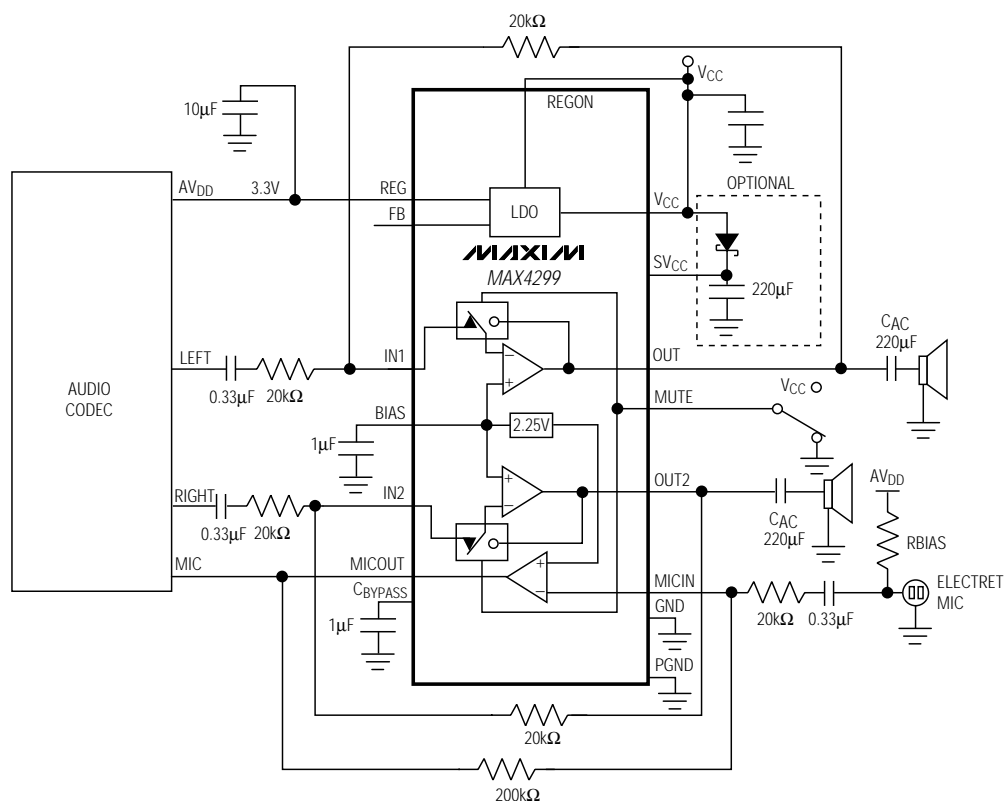 20kΩ
VCC
REGON
10µF
OPTIONAL
AVDD
3.3V
REG
LDO
VCC
FB
MAXIM
MAX4299
SVCC
220µF
CAC
220µF
LEFT
IN1
OUT
0.33µF
20kΩ
AUDIO
CODEC
VCC
MUTE
BIAS
2.25V
1µF
AVDD
RIGHT
IN2
OUT2
0.33µF
20kΩ
CAC
220µF
RBIAS
MIC
MICOUT
MICIN
ELECTRET
MIC
CBYPASS
GND
20kΩ
0.33µF
1µF
PGND
20kΩ
200kΩ
+
−
+
−
+
−